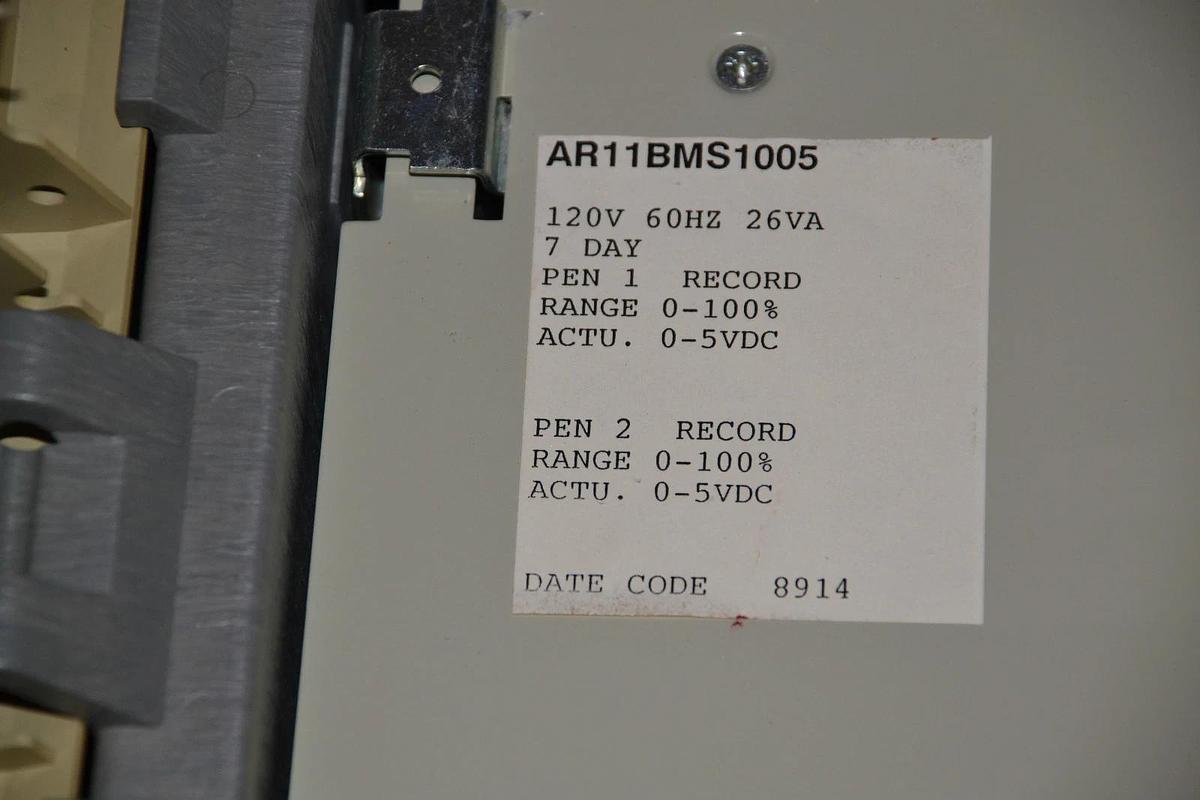 AR11BMS1005
120V 60HZ 26VA
7 DAY
PEN 1 RECORD
RANGE 0-100%
ACTU. 0-5VDC
PEN 2 RECORD
RANGE 0-100%
ACTU. 0-5VDC
DATE CODE 8914